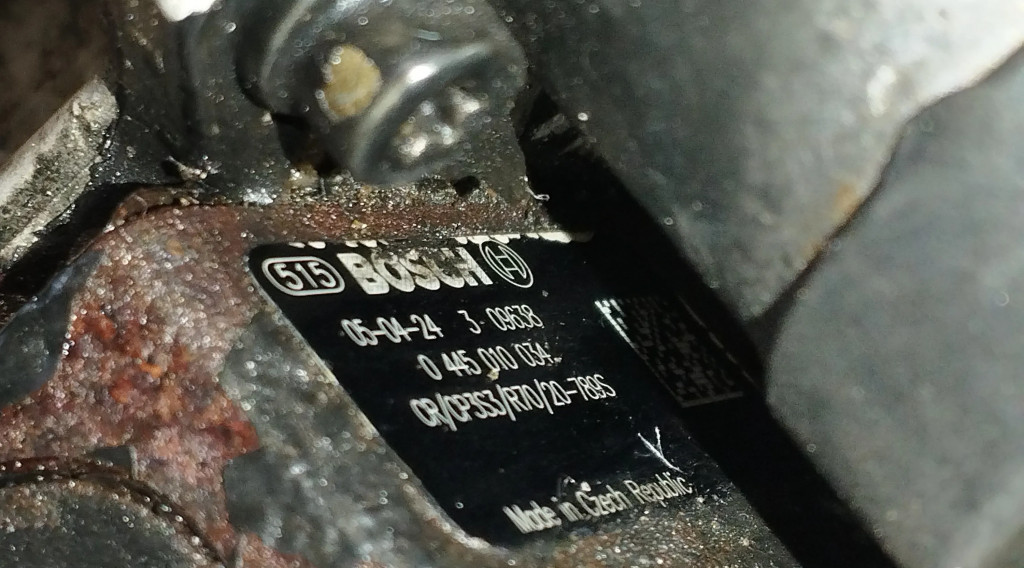 515 BOSCH
05-04-24 3 09638
0 445 010 034
CR/CP3S3/R70/20-789S
Made in Czech Republic